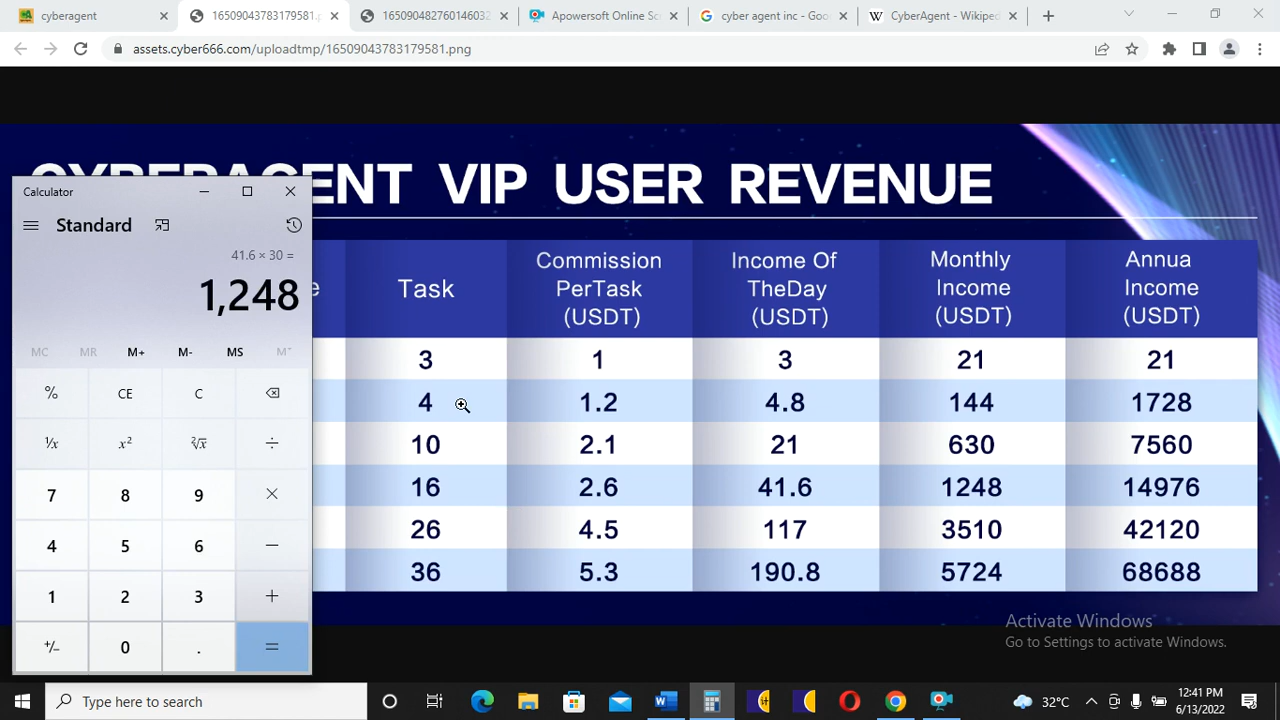 cyberagent
16509043783179581.p
165090482760146032
Apowersoft Online Scr
cyber agent inc - Goo
CyberAgent - Wikiped
assets.cyber666.com/uploadtmp/16509043783179581.png
CYBERAGENT VIP USER REVENUE
Calculator
Standard
41.6 × 30 =
1,248
MC MR M+ M- MS M˅
% CE C
¹/x x² ²√x ÷
7 8 9 ×
4 5 6 −
1 2 3 +
+/− 0 . =
e
Task
Commission PerTask (USDT)
Income Of TheDay (USDT)
Monthly Income (USDT)
Annua Income (USDT)
3 1 3 21 21
4 1.2 4.8 144 1728
10 2.1 21 630 7560
16 2.6 41.6 1248 14976
26 4.5 117 3510 42120
36 5.3 190.8 5724 68688
Activate Windows
Go to Settings to activate Windows.
Type here to search
32°C
12:41 PM
6/13/2022